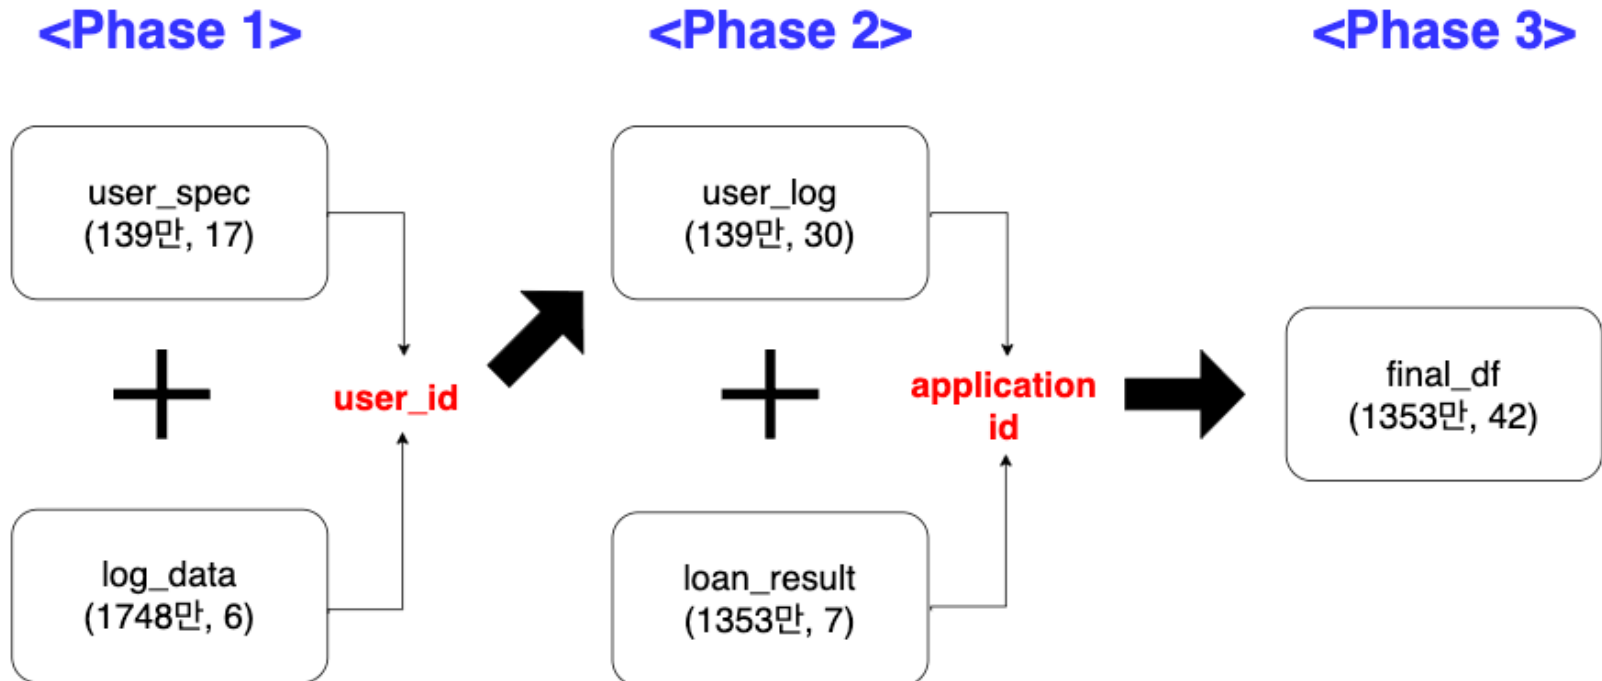 <Phase 1>
<Phase 2>
<Phase 3>
user_spec
(139만, 17)
user_id
log_data
(1748만, 6)
user_log
(139만, 30)
application
id
loan_result
(1353만, 7)
final_df
(1353만, 42)